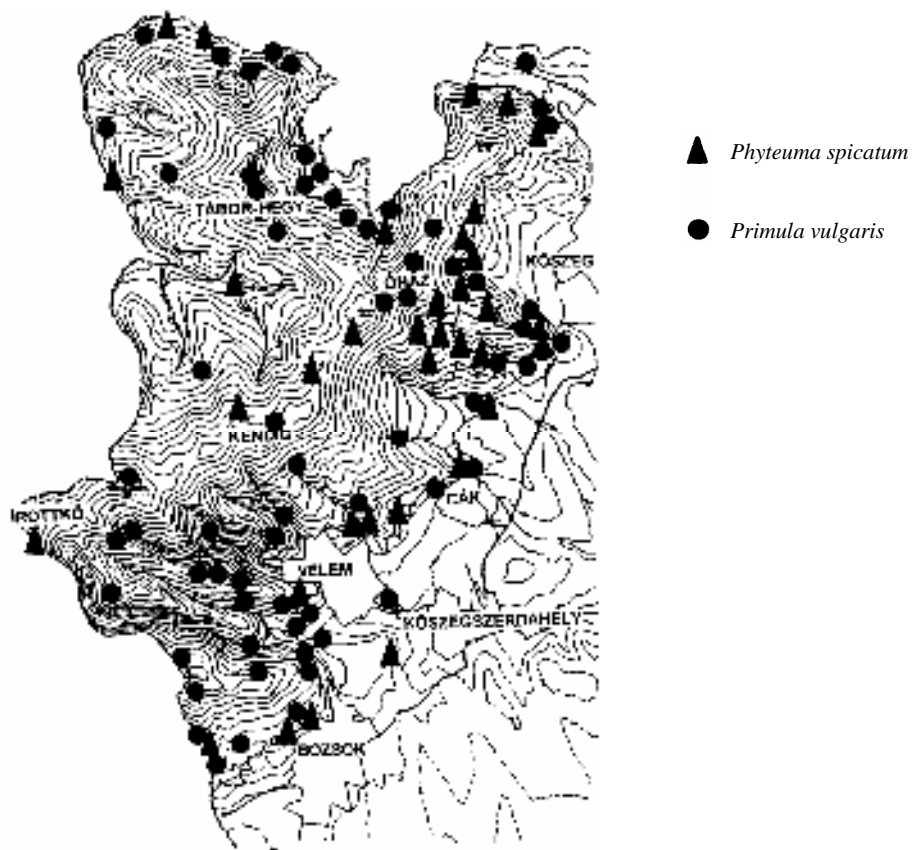 Phyteuma spicatum
Primula vulgaris
TÁBOR-HEGY
KŐSZEG
ÓHÁZ
KENDIG
ÍROTTKŐ
CÁK
VELEM
KŐSZEGSZERDAHELY
BOZSOK